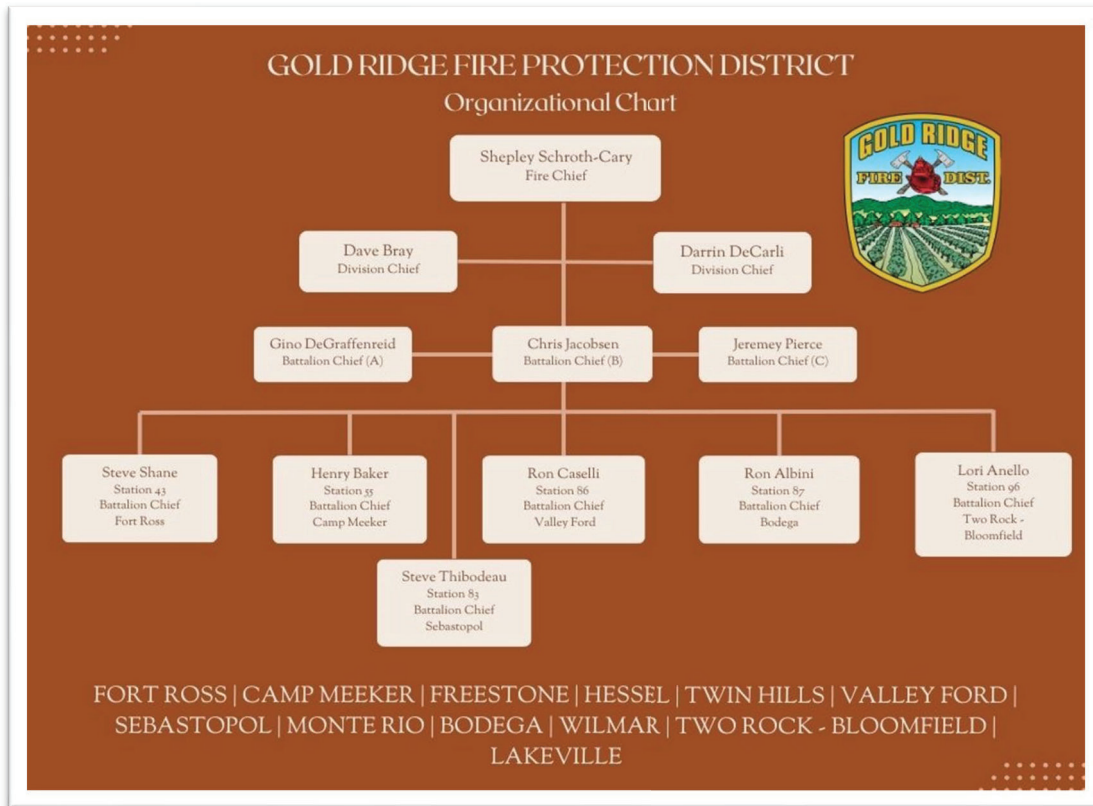 GOLD RIDGE FIRE PROTECTION DISTRICT
Organizational Chart
GOLD RIDGE
FIRE DIST.
Shepley Schroth-Cary
Fire Chief
Dave Bray
Division Chief
Darrin DeCarli
Division Chief
Gino DeGraffenreid
Battalion Chief (A)
Chris Jacobsen
Battalion Chief (B)
Jeremey Pierce
Battalion Chief (C)
Steve Shane
Station 43
Battalion Chief
Fort Ross
Henry Baker
Station 55
Battalion Chief
Camp Meeker
Ron Caselli
Station 86
Battalion Chief
Valley Ford
Ron Albini
Station 87
Battalion Chief
Bodega
Lori Anello
Station 96
Battalion Chief
Two Rock -
Bloomfield
Steve Thibodeau
Station 83
Battalion Chief
Sebastopol
FORT ROSS | CAMP MEEKER | FREESTONE | HESSEL | TWIN HILLS | VALLEY FORD |
SEBASTOPOL | MONTE RIO | BODEGA | WILMAR | TWO ROCK - BLOOMFIELD |
LAKEVILLE